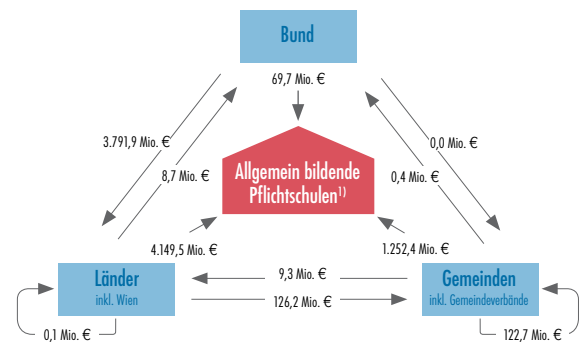 Bund
69,7 Mio. €
3.791,9 Mio. €
0,0 Mio. €
8,7 Mio. €
0,4 Mio. €
Allgemein bildende
Pflichtschulen¹⁾
4.149,5 Mio. €
1.252,4 Mio. €
Länder
inkl. Wien
9,3 Mio. €
126,2 Mio. €
Gemeinden
inkl. Gemeindeverbände
0,1 Mio. €
122,7 Mio. €